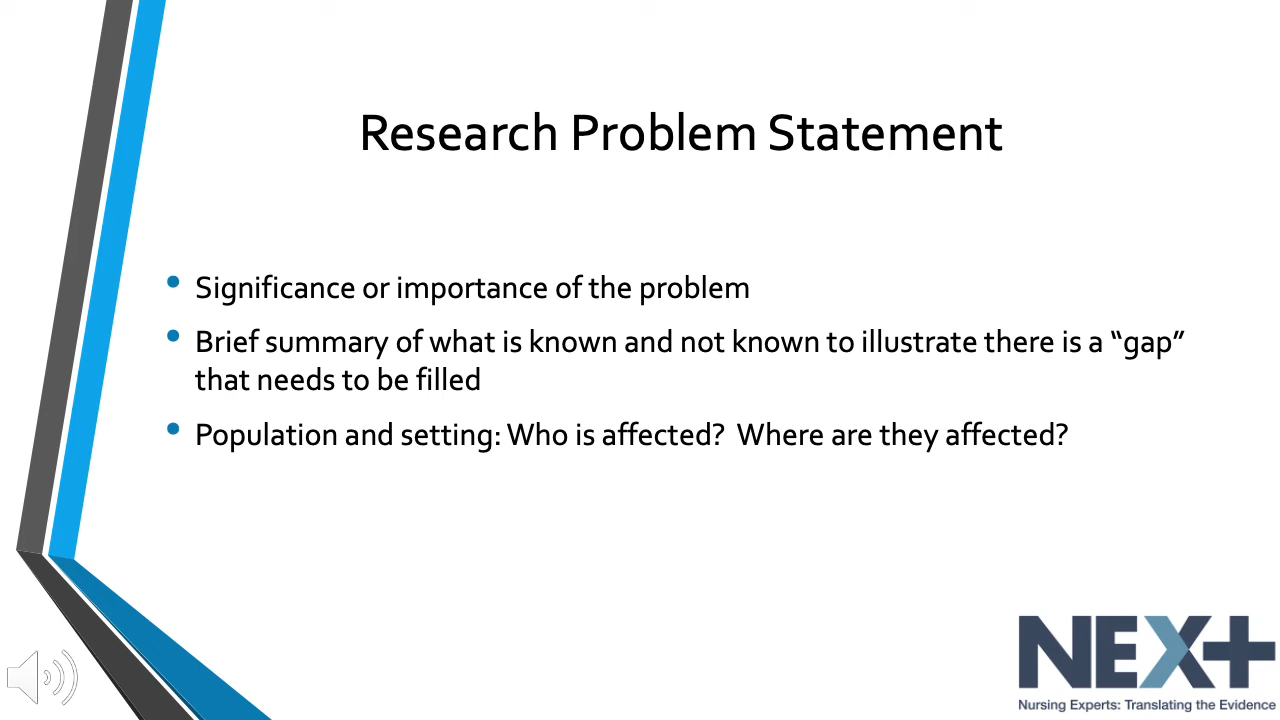 Research Problem Statement
• Significance or importance of the problem
• Brief summary of what is known and not known to illustrate there is a “gap”
that needs to be filled
• Population and setting: Who is affected?  Where are they affected?
NEXT
Nursing Experts: Translating the Evidence